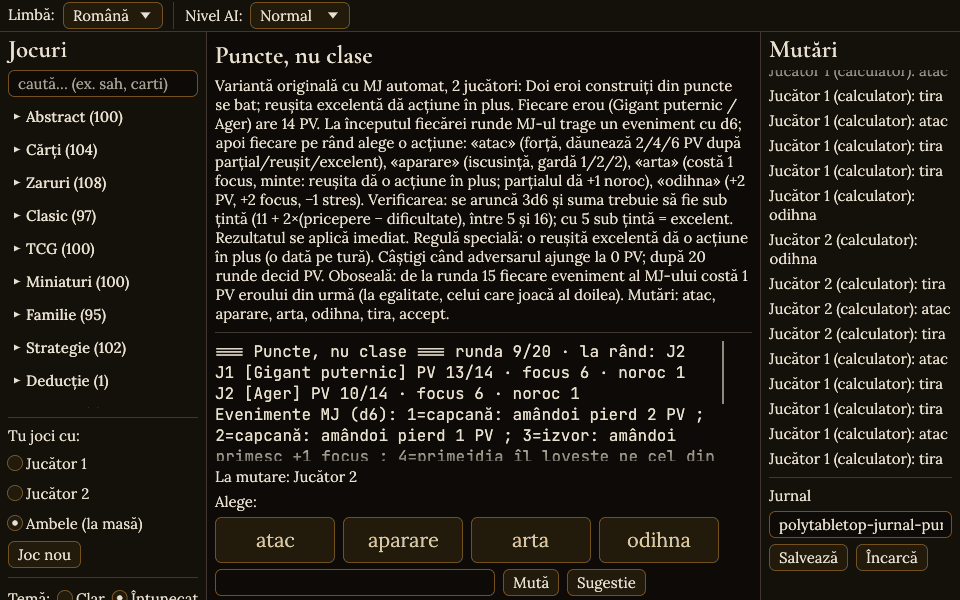 Limbă: Română ▼ Nivel AI: Normal ▼
Jocuri
caută... (ex. sah, carti)
▸ Abstract (100)
▸ Cărți (104)
▸ Zaruri (108)
▸ Clasic (97)
▸ TCG (100)
▸ Miniaturi (100)
▸ Familie (95)
▸ Strategie (102)
▸ Deducție (1)
Tu joci cu:
Jucător 1
Jucător 2
Ambele (la masă)
Joc nou
Temă: Clar Întunecat
Puncte, nu clase
Variantă originală cu MJ automat, 2 jucători: Doi eroi construiți din puncte
se bat; reușita excelentă dă acțiune în plus. Fiecare erou (Gigant puternic /
Ager) are 14 PV. La începutul fiecărei runde MJ-ul trage un eveniment cu d6;
apoi fiecare pe rând alege o acțiune: «atac» (forță, dăunează 2/4/6 PV după
parțial/reușit/excelent), «aparare» (iscusință, gardă 1/2/2), «arta» (costă 1
focus, minte: reușita dă o acțiune în plus; parțialul dă +1 noroc), «odihna» (+2
PV, +2 focus, −1 stres). Verificarea: se aruncă 3d6 și suma trebuie să fie sub
țintă (11 + 2×(pricepere − dificultate), între 5 și 16); cu 5 sub țintă = excelent.
Rezultatul se aplică imediat. Regulă specială: o reușită excelentă dă o acțiune
în plus (o dată pe tură). Câștigi când adversarul ajunge la 0 PV; după 20
runde decid PV. Oboseală: de la runda 15 fiecare eveniment al MJ-ului costă 1
PV eroului din urmă (la egalitate, celui care joacă al doilea). Mutări: atac,
aparare, arta, odihna, tira, accept.
═══ Puncte, nu clase ═══ runda 9/20 · la rând: J2
J1 [Gigant puternic] PV 13/14 · focus 6 · noroc 1
J2 [Ager] PV 10/14 · focus 6 · noroc 1
Evenimente MJ (d6): 1=capcană: amândoi pierd 2 PV ;
2=capcană: amândoi pierd 1 PV ; 3=izvor: amândoi
primesc +1 focus ; 4=primejdia îl lovește pe cel din
La mutare: Jucător 2
Alege:
atac aparare arta odihna
Mută Sugestie
Mutări
Jucător 1 (calculator): atac
Jucător 1 (calculator): tira
Jucător 1 (calculator): atac
Jucător 1 (calculator): tira
Jucător 1 (calculator): tira
Jucător 1 (calculator):
odihna
Jucător 2 (calculator):
odihna
Jucător 2 (calculator): tira
Jucător 2 (calculator): atac
Jucător 2 (calculator): tira
Jucător 1 (calculator): atac
Jucător 1 (calculator): tira
Jucător 1 (calculator): tira
Jucător 1 (calculator): atac
Jucător 1 (calculator): tira
Jurnal
polytabletop-jurnal-pun
Salvează Încarcă